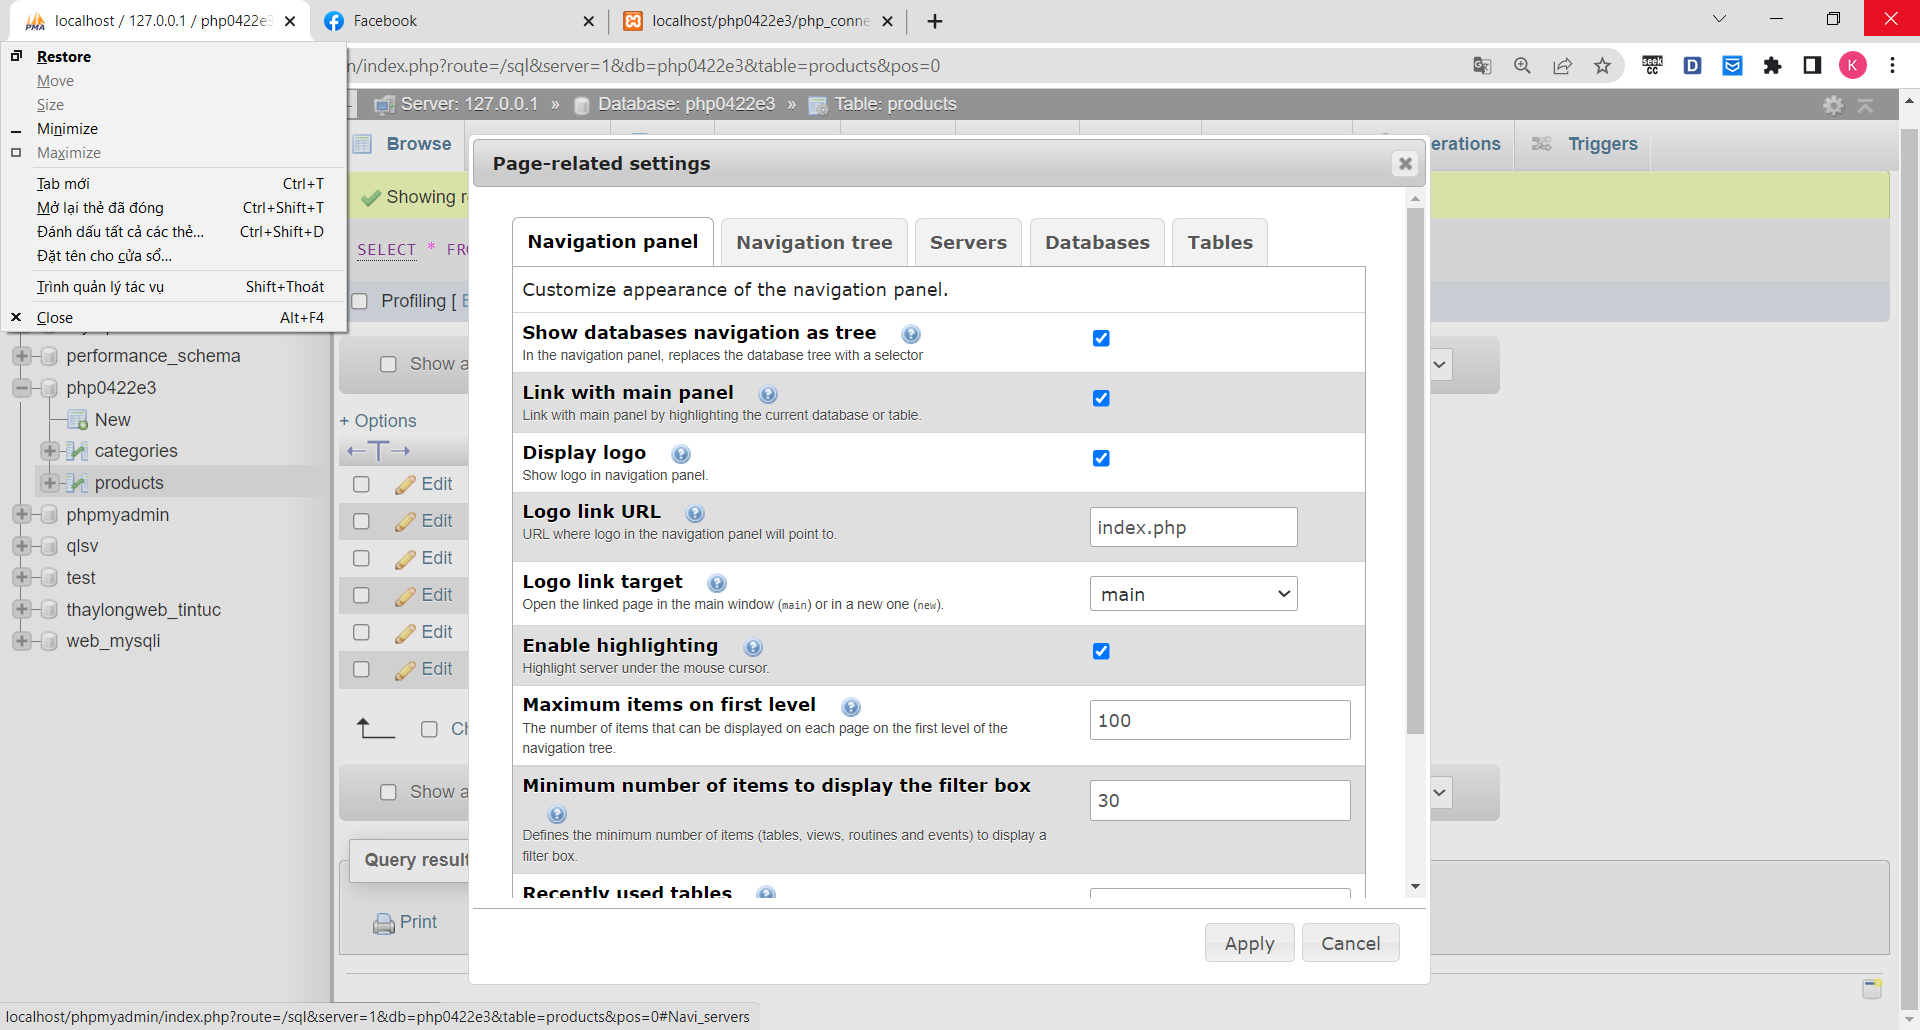 localhost / 127.0.0.1 / php0422e3
Facebook
localhost/php0422e3/php_conne
n/index.php?route=/sql&server=1&db=php0422e3&table=products&pos=0
seek
CC
D
K
Restore
Move
Size
Minimize
Maximize
Tab mới Ctrl+T
Mở lại thẻ đã đóng Ctrl+Shift+T
Đánh dấu tất cả các thẻ... Ctrl+Shift+D
Đặt tên cho cửa sổ...
Trình quản lý tác vụ Shift+Thoát
Close Alt+F4
performance_schema
php0422e3
New
categories
products
phpmyadmin
qlsv
test
thaylongweb_tintuc
web_mysqli
Server: 127.0.0.1 » Database: php0422e3 » Table: products
Browse
erations
Triggers
Showing r
SELECT * FR
Profiling [ E
Show a
+ Options
←T→
Edit
Edit
Edit
Edit
Edit
Edit
Ch
Show a
Query result
Print
Page-related settings
Navigation panel
Navigation tree
Servers
Databases
Tables
Customize appearance of the navigation panel.
Show databases navigation as tree
In the navigation panel, replaces the database tree with a selector
Link with main panel
Link with main panel by highlighting the current database or table.
Display logo
Show logo in navigation panel.
Logo link URL
URL where logo in the navigation panel will point to.
index.php
Logo link target
Open the linked page in the main window (main) or in a new one (new).
main
Enable highlighting
Highlight server under the mouse cursor.
Maximum items on first level
The number of items that can be displayed on each page on the first level of the
navigation tree.
100
Minimum number of items to display the filter box
Defines the minimum number of items (tables, views, routines and events) to display a
filter box.
30
Recently used tables
Apply
Cancel
localhost/phpmyadmin/index.php?route=/sql&server=1&db=php0422e3&table=products&pos=0#Navi_servers